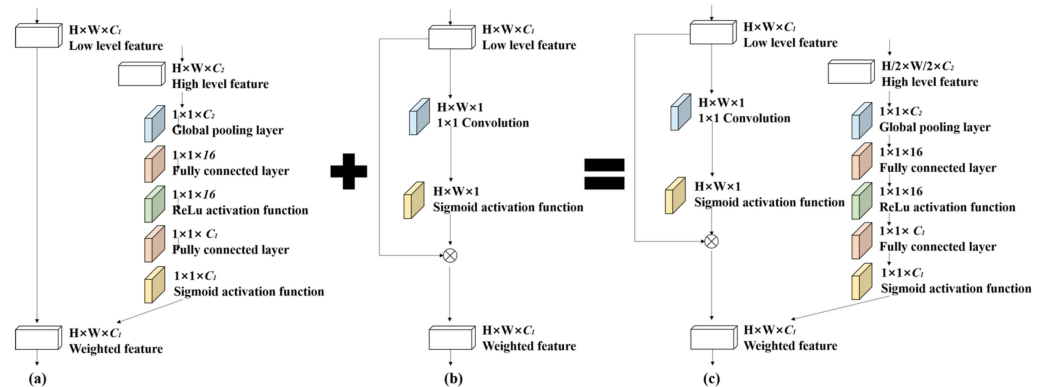 H×W×C₁
Low level feature
H×W×C₂
High level feature
1×1×C₂
Global pooling layer
1×1×16
Fully connected layer
1×1×16
ReLu activation function
1×1× C₁
Fully connected layer
1×1×C₁
Sigmoid activation function
H×W×C₁
Weighted feature
(a)
+
H×W×C₁
Low level feature
H×W×1
1×1 Convolution
H×W×1
Sigmoid activation function
H×W×C₁
Weighted feature
(b)
=
H×W×C₁
Low level feature
H/2×W/2×C₂
High level feature
H×W×1
1×1 Convolution
1×1×C₂
Global pooling layer
1×1×16
Fully connected layer
H×W×1
Sigmoid activation function
1×1×16
ReLu activation function
1×1× C₁
Fully connected layer
1×1×C₁
Sigmoid activation function
H×W×C₁
Weighted feature
(c)